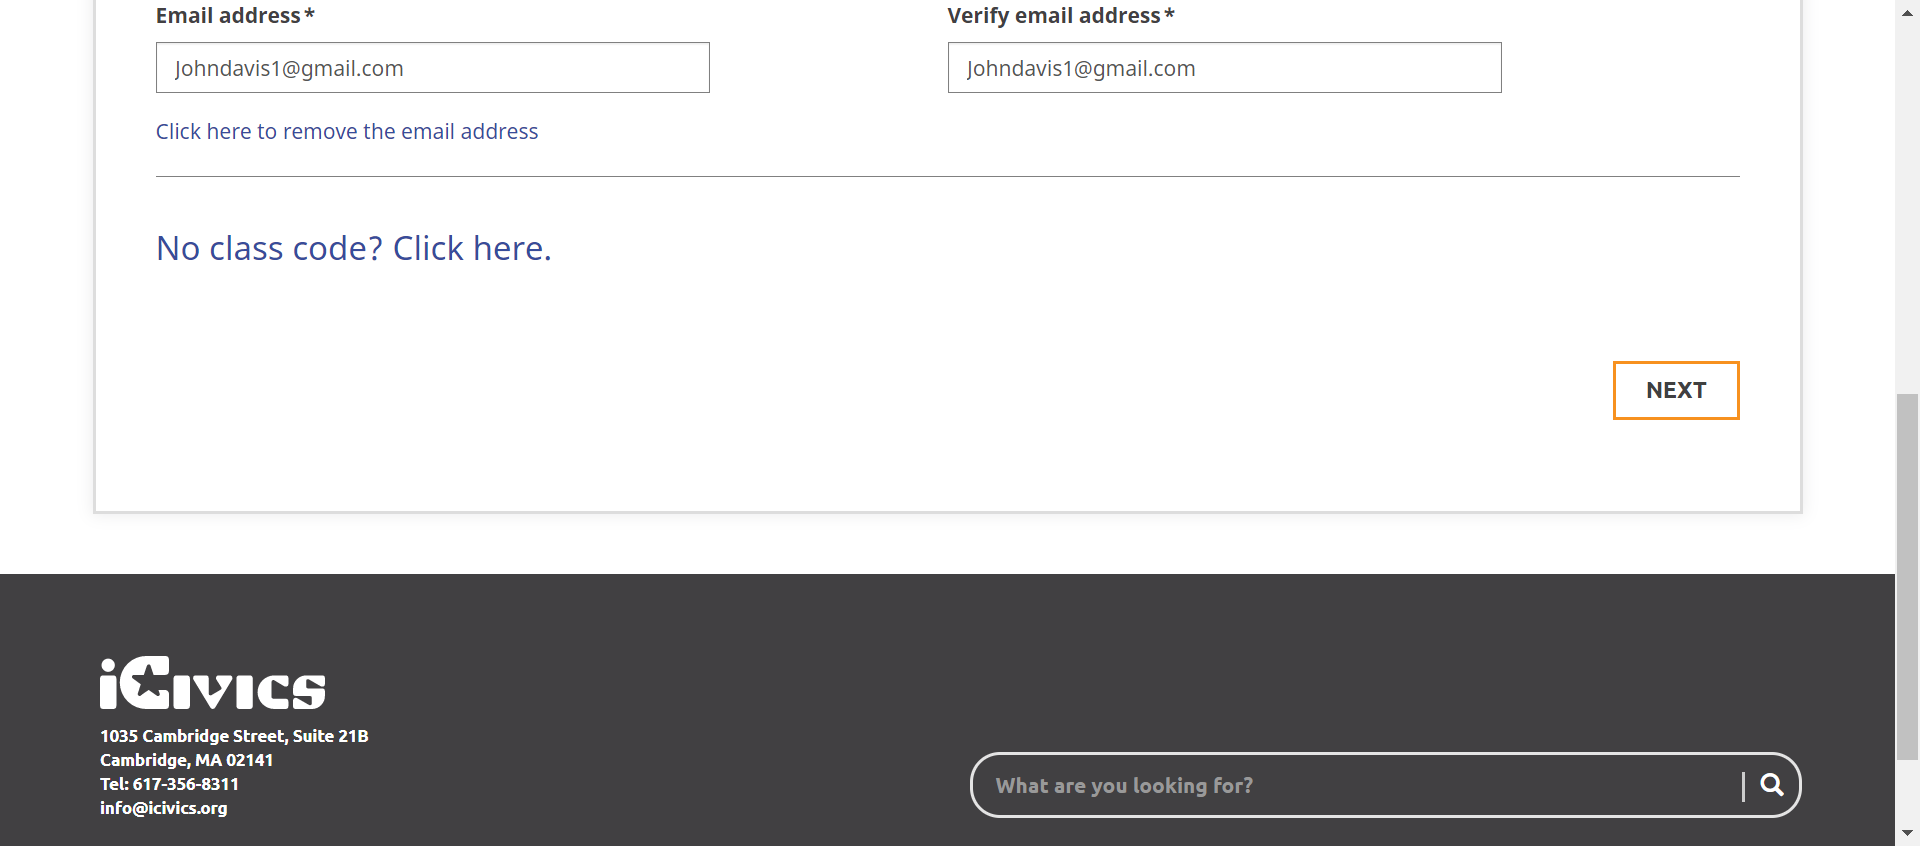 Email address*
Verify email address*
Johndavis1@gmail.com
Johndavis1@gmail.com
Click here to remove the email address
No class code? Click here.
NEXT
iCivics
1035 Cambridge Street, Suite 21B
Cambridge, MA 02141
Tel: 617-356-8311
info@icivics.org
What are you looking for?